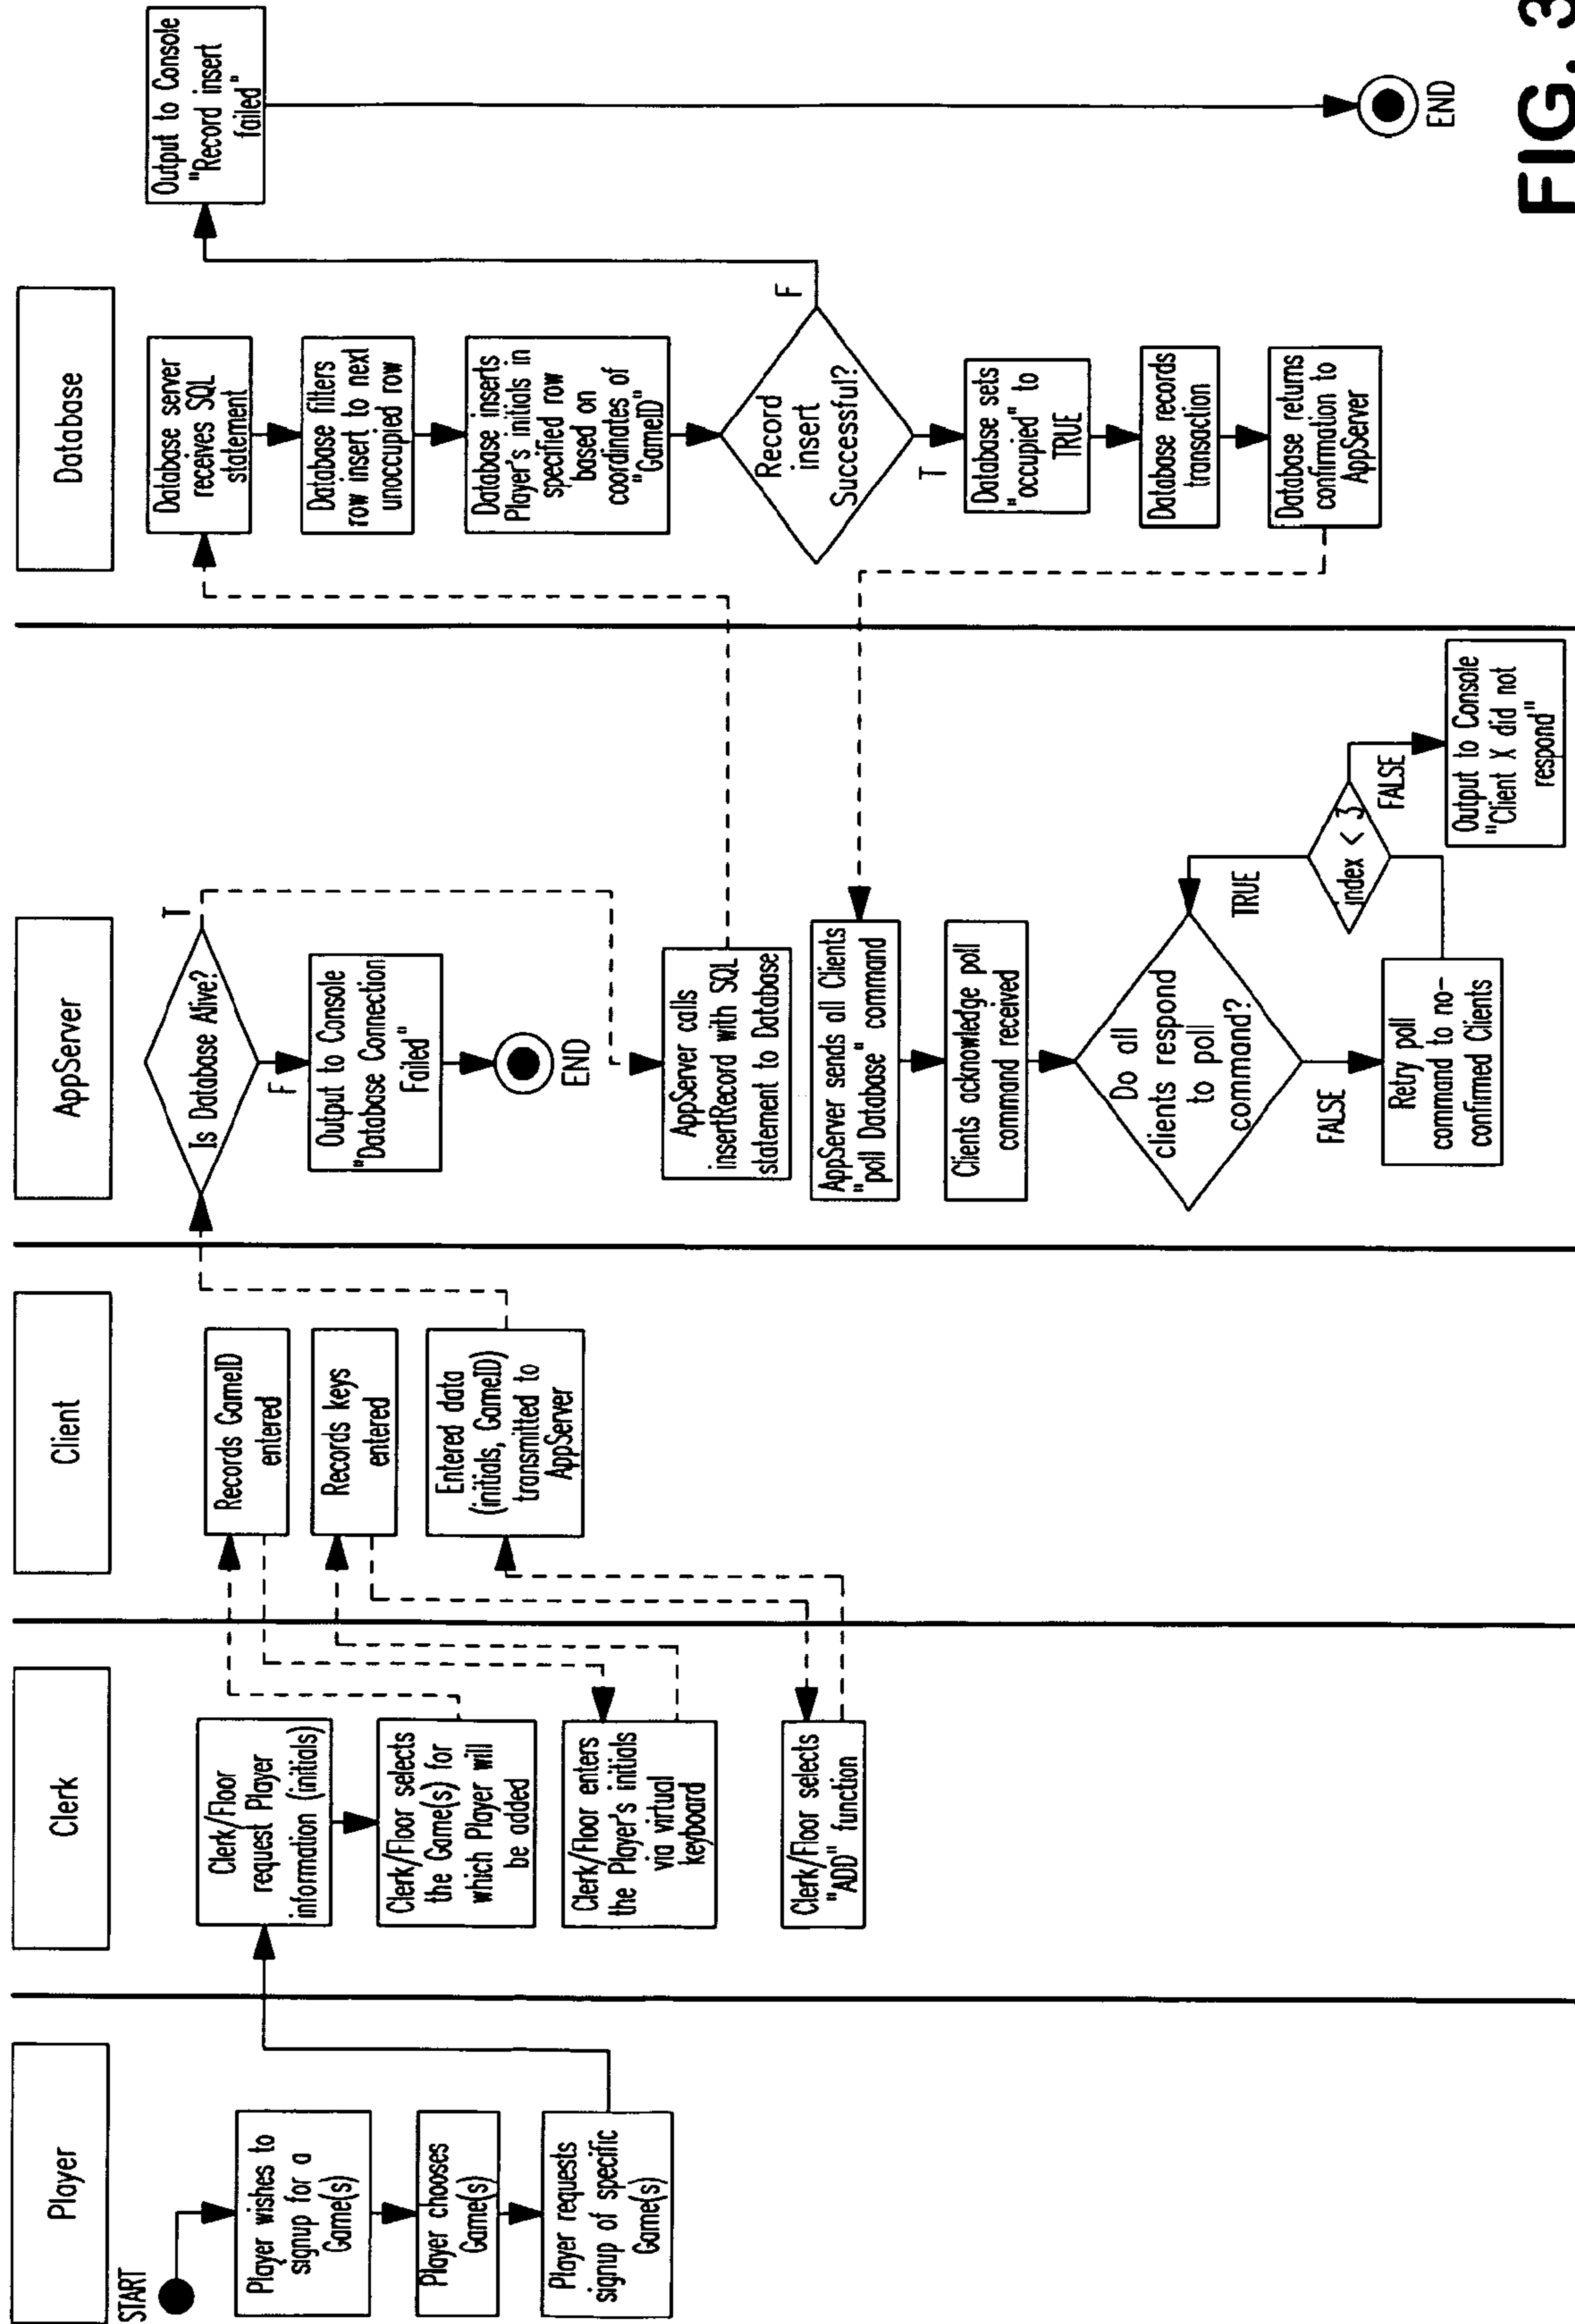 Player
START
Player wishes to
signup for a
Game(s)
Player chooses
Game(s)
Player requests
signup of specific
Game(s)
Clerk
Clerk/Floor
request Player
information (initials)
Clerk/Floor selects
the Game(s) for
which Player will
be added
Clerk/Floor enters
the Player's initials
via virtual
keyboard
Clerk/Floor selects
"ADD" function
Client
Records GameID
entered
Records keys
entered
Entered data
(initials, GameID)
transmitted to
AppServer
AppServer
Is Database Alive?
T
F
Output to Console
"Database Connection
Failed"
END
AppServer calls
insertRecord with SQL
statement to Database
AppServer sends all Clients
"poll Database" command
Clients acknowledge poll
command received
Do all
clients respond
to poll
command?
FALSE
Retry poll
command to no-
confirmed Clients
TRUE
index < 3
FALSE
Output to Console
"Client X did not
respond"
Database
Database server
receives SQL
statement
Database filters
row insert to next
unoccupied row
Database inserts
Player's initials in
specified row
based on
coordinates of
"GameID"
Record
insert
Successful?
F
T
Database sets
"occupied" to
TRUE
Database records
transaction
Database returns
confirmation to
AppServer
Output to Console
"Record insert
failed"
END
FIG. 3